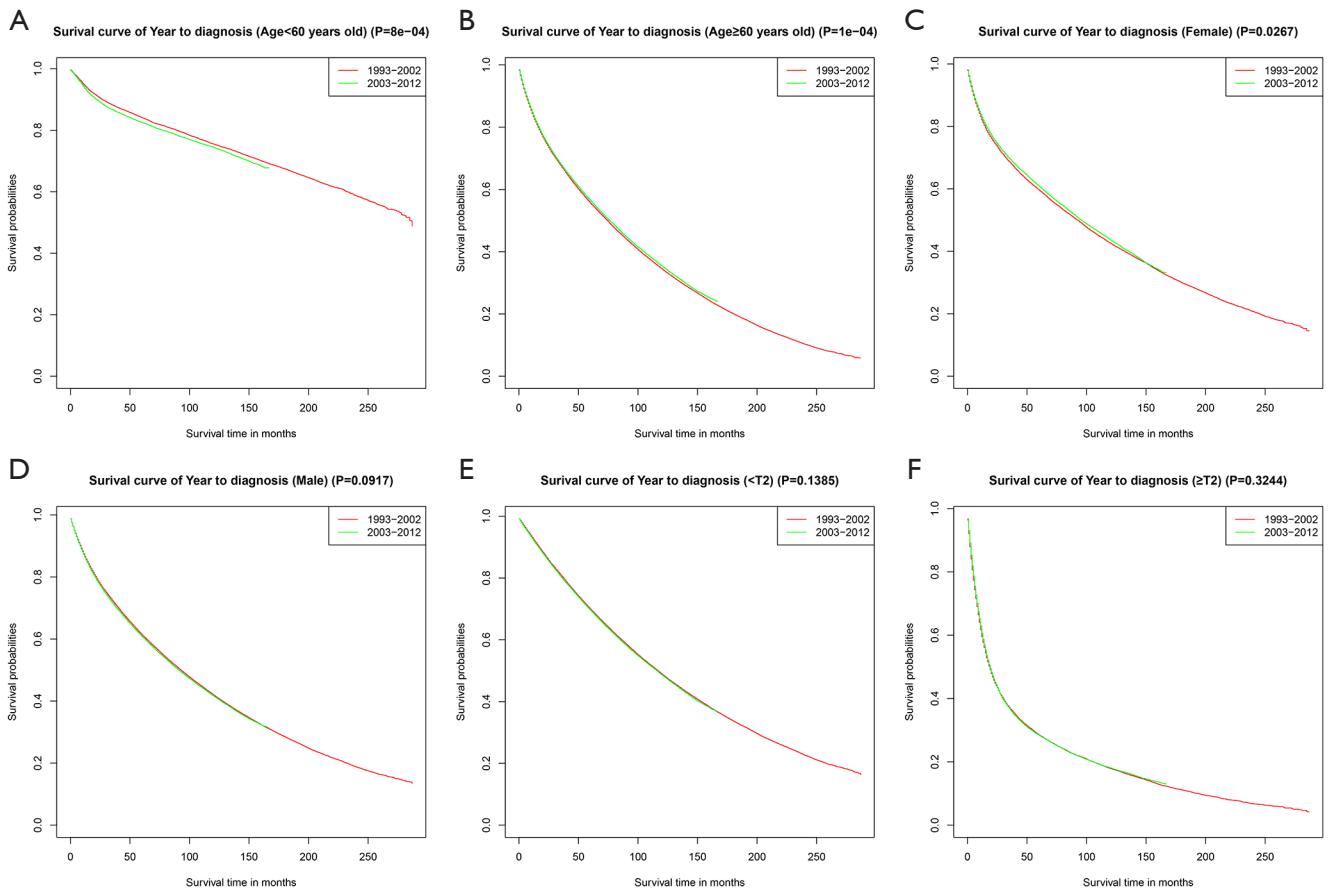 A
Surival curve of Year to diagnosis (Age<60 years old) (P=8e−04)
1993−2002
2003−2012
Survival probabilities
1.0
0.8
0.6
0.4
0.2
0.0
0 50 100 150 200 250
Survival time in months
B
Surival curve of Year to diagnosis (Age≥60 years old) (P=1e−04)
1993−2002
2003−2012
Survival probabilities
1.0
0.8
0.6
0.4
0.2
0.0
0 50 100 150 200 250
Survival time in months
C
Surival curve of Year to diagnosis (Female) (P=0.0267)
1993−2002
2003−2012
Survival probabilities
1.0
0.8
0.6
0.4
0.2
0.0
0 50 100 150 200 250
Survival time in months
D
Surival curve of Year to diagnosis (Male) (P=0.0917)
1993−2002
2003−2012
Survival probabilities
1.0
0.8
0.6
0.4
0.2
0.0
0 50 100 150 200 250
Survival time in months
E
Surival curve of Year to diagnosis (<T2) (P=0.1385)
1993−2002
2003−2012
Survival probabilities
1.0
0.8
0.6
0.4
0.2
0.0
0 50 100 150 200 250
Survival time in months
F
Surival curve of Year to diagnosis (≥T2) (P=0.3244)
1993−2002
2003−2012
Survival probabilities
1.0
0.8
0.6
0.4
0.2
0.0
0 50 100 150 200 250
Survival time in months